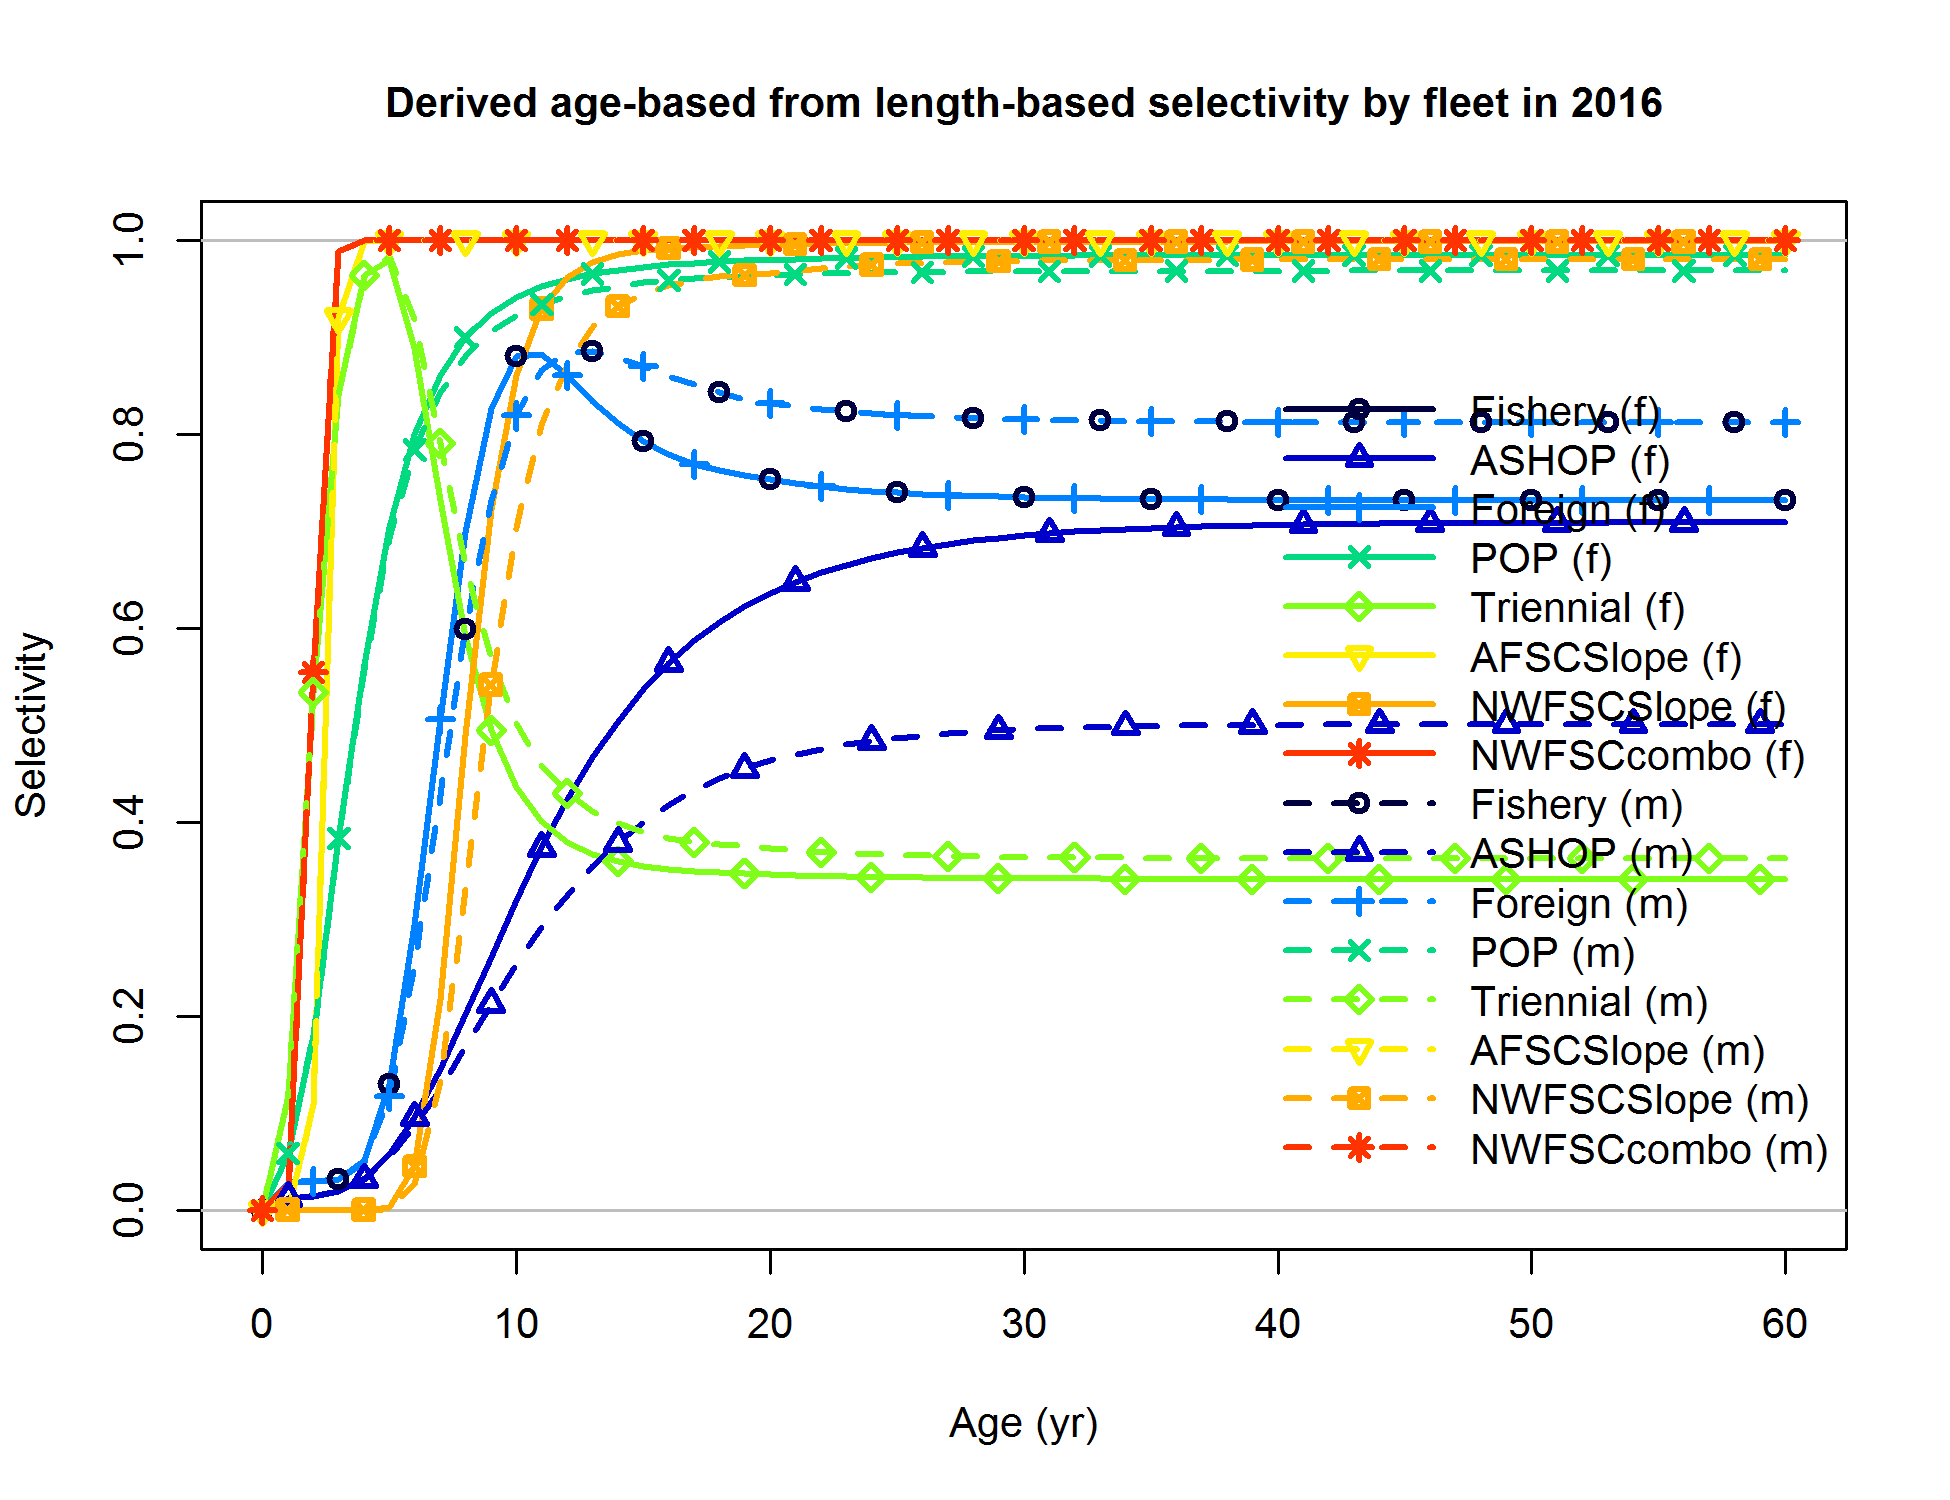 Derived age-based from length-based selectivity by fleet in 2016
Selectivity
1.0
0.8
0.6
0.4
0.2
0.0
Fishery (f)
ASHOP (f)
Foreign (f)
POP (f)
Triennial (f)
AFSCSlope (f)
NWFSCSlope (f)
NWFSCcombo (f)
Fishery (m)
ASHOP (m)
Foreign (m)
POP (m)
Triennial (m)
AFSCSlope (m)
NWFSCSlope (m)
NWFSCcombo (m)
0 10 20 30 40 50 60
Age (yr)